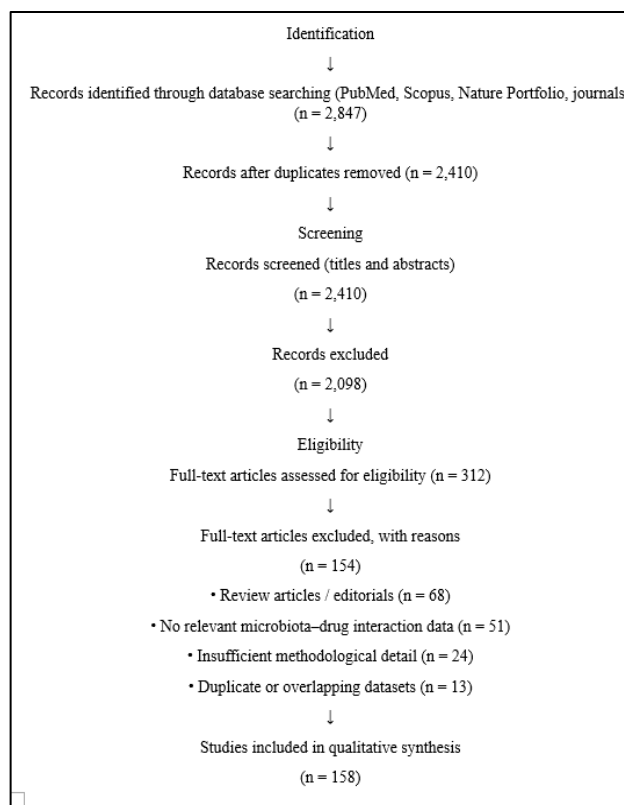 Identification
↓
Records identified through database searching (PubMed, Scopus, Nature Portfolio, journals
(n = 2,847)
↓
Records after duplicates removed (n = 2,410)
↓
Screening
Records screened (titles and abstracts)
(n = 2,410)
↓
Records excluded
(n = 2,098)
↓
Eligibility
Full-text articles assessed for eligibility (n = 312)
↓
Full-text articles excluded, with reasons
(n = 154)
• Review articles / editorials (n = 68)
• No relevant microbiota–drug interaction data (n = 51)
• Insufficient methodological detail (n = 24)
• Duplicate or overlapping datasets (n = 13)
↓
Studies included in qualitative synthesis
(n = 158)